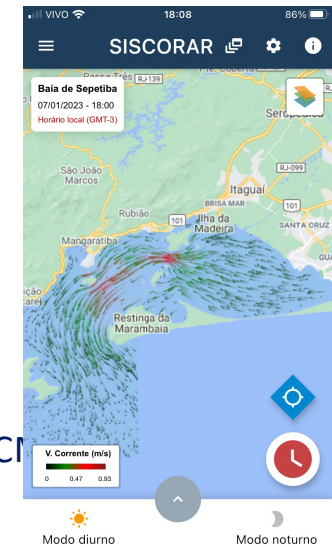 VIVO 18:08 86%
SISCORAR
Baía de Sepetiba
07/01/2023 - 18:00
Horário local (GMT-3)
RJ-139
São João
Marcos
Rubião
Mangaratiba
101
Itaguaí
BRISA MAR
Ilha da
Madeira
RJ-099
101
SANTA CRUZ
Restinga da
Marambaia
V. Corrente (m/s)
0 0.47 0.93
Modo diurno
Modo noturno